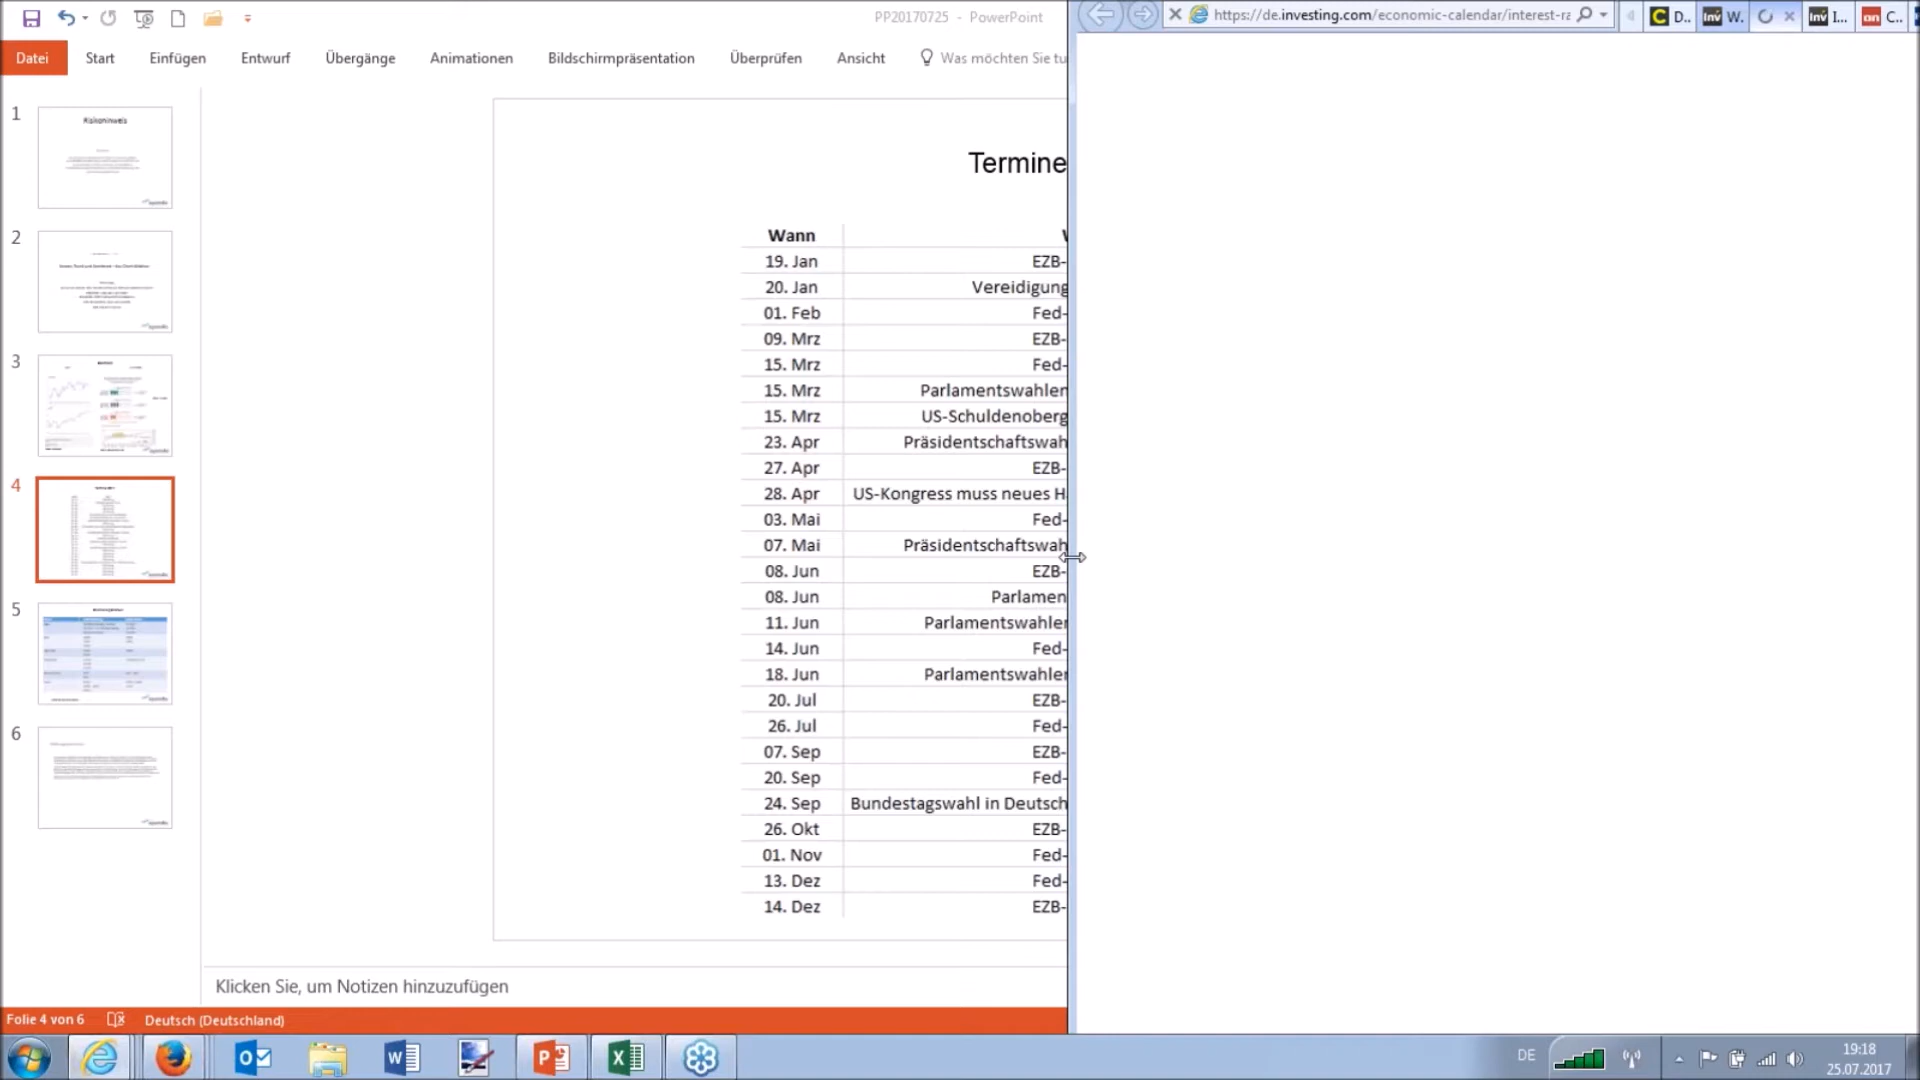 PP20170725 - PowerPoint
https://de.investing.com/economic-calendar/interest-ra
D..
W.
I...
C..
Datei
Start
Einfügen
Entwurf
Übergänge
Animationen
Bildschirmpräsentation
Überprüfen
Ansicht
Was möchten Sie tu
1
Risikohinweis
2
3
4
5
6
Termine
Wann
19. Jan EZB-
20. Jan Vereidigung
01. Feb Fed-
09. Mrz EZB-
15. Mrz Fed-
15. Mrz Parlamentswahlen
15. Mrz US-Schuldenoberg
23. Apr Präsidentschaftswah
27. Apr EZB-
28. Apr US-Kongress muss neues H
03. Mai Fed-
07. Mai Präsidentschaftswah
08. Jun EZB-
08. Jun Parlamen
11. Jun Parlamentswahler
14. Jun Fed-
18. Jun Parlamentswahler
20. Jul EZB-
26. Jul Fed-
07. Sep EZB-
20. Sep Fed-
24. Sep Bundestagswahl in Deutsch
26. Okt EZB-
01. Nov Fed-
13. Dez Fed-
14. Dez EZB-
Klicken Sie, um Notizen hinzuzufügen
Folie 4 von 6
Deutsch (Deutschland)
DE
19:18
25.07.2017